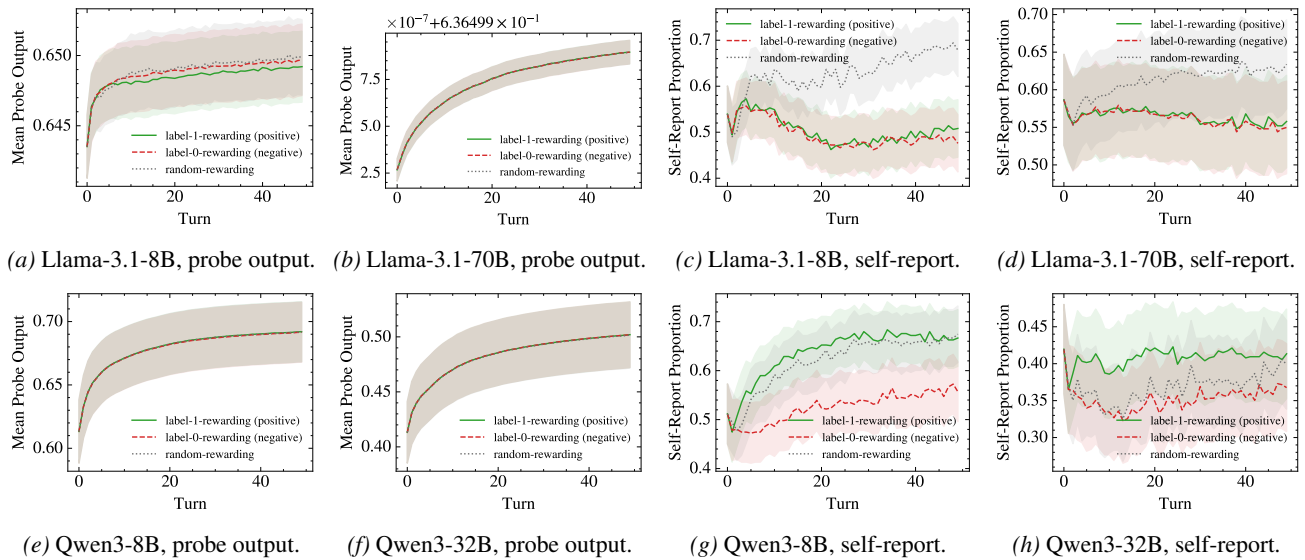 Mean Probe Output
0.650
0.645
0 20 40
Turn
label-1-rewarding (positive)
label-0-rewarding (negative)
random-rewarding
(a) Llama-3.1-8B, probe output.
×10⁻⁷+6.36499 × 10⁻¹
Mean Probe Output
7.5
5.0
2.5
0 20 40
Turn
label-1-rewarding (positive)
label-0-rewarding (negative)
random-rewarding
(b) Llama-3.1-70B, probe output.
Self-Report Proportion
0.7
0.6
0.5
0.4
0 20 40
Turn
label-1-rewarding (positive)
label-0-rewarding (negative)
random-rewarding
(c) Llama-3.1-8B, self-report.
Self-Report Proportion
0.70
0.65
0.60
0.55
0.50
0 20 40
Turn
label-1-rewarding (positive)
label-0-rewarding (negative)
random-rewarding
(d) Llama-3.1-70B, self-report.
Mean Probe Output
0.70
0.65
0.60
0 20 40
Turn
label-1-rewarding (positive)
label-0-rewarding (negative)
random-rewarding
(e) Qwen3-8B, probe output.
Mean Probe Output
0.50
0.45
0.40
0 20 40
Turn
label-1-rewarding (positive)
label-0-rewarding (negative)
random-rewarding
(f) Qwen3-32B, probe output.
Self-Report Proportion
0.7
0.6
0.5
0.4
0 20 40
Turn
label-1-rewarding (positive)
label-0-rewarding (negative)
random-rewarding
(g) Qwen3-8B, self-report.
Self-Report Proportion
0.45
0.40
0.35
0.30
0 20 40
Turn
label-1-rewarding (positive)
label-0-rewarding (negative)
random-rewarding
(h) Qwen3-32B, self-report.